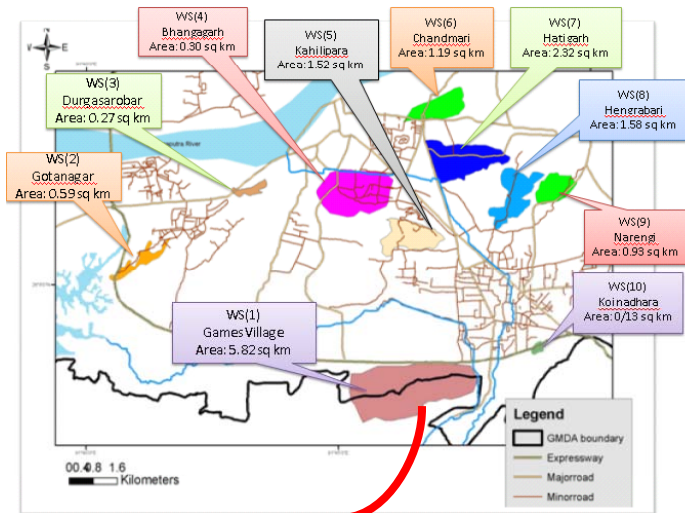 WS(4)
Bhangagarh
Area: 0.30 sq km
WS(5)
Kahilipara
Area: 1.52 sq km
WS(6)
Chandmari
Area: 1.19 sq km
WS(7)
Hatigarh
Area: 2.32 sq km
N
W
E
S
WS(3)
Durgasarobar
Area: 0.27 sq km
WS(8)
Hengrabari
Area: 1.58 sq km
WS(2)
Gotanagar
Area: 0.59 sq km
River
WS(9)
Narengi
Area: 0.93 sq km
WS(10)
Koinadhara
Area: 0/13 sq km
WS(1)
Games Village
Area: 5.82 sq km
Legend
GMDA boundary
Expressway
Majorroad
Minorroad
00.40.8 1.6
Kilometers